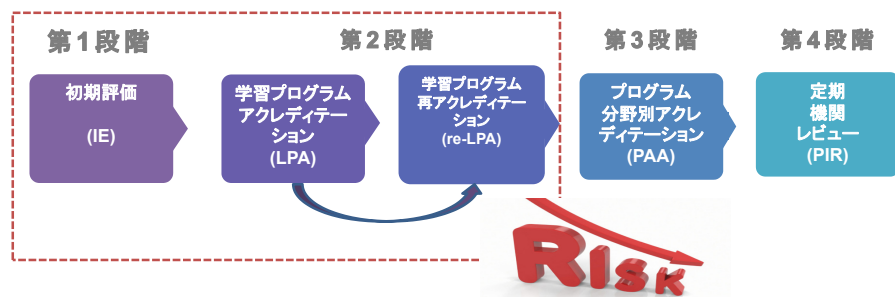 第１段階
第２段階
第３段階
第４段階
初期評価
(IE)
学習プログラム
アクレディテー
ション
(LPA)
学習プログラム
再アクレディテー
ション
(re-LPA)
プログラム
分野別アクレ
ディテーション
(PAA)
定期
機関
レビュー
(PIR)
RISK